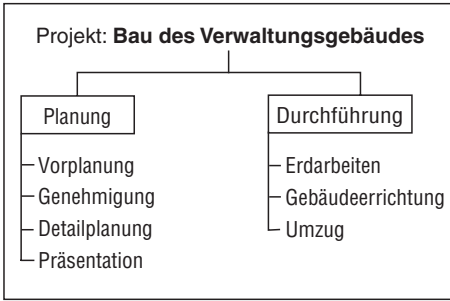 Projekt: Bau des Verwaltungsgebäudes
Planung
Vorplanung
Genehmigung
Detailplanung
Präsentation
Durchführung
Erdarbeiten
Gebäudeerrichtung
Umzug